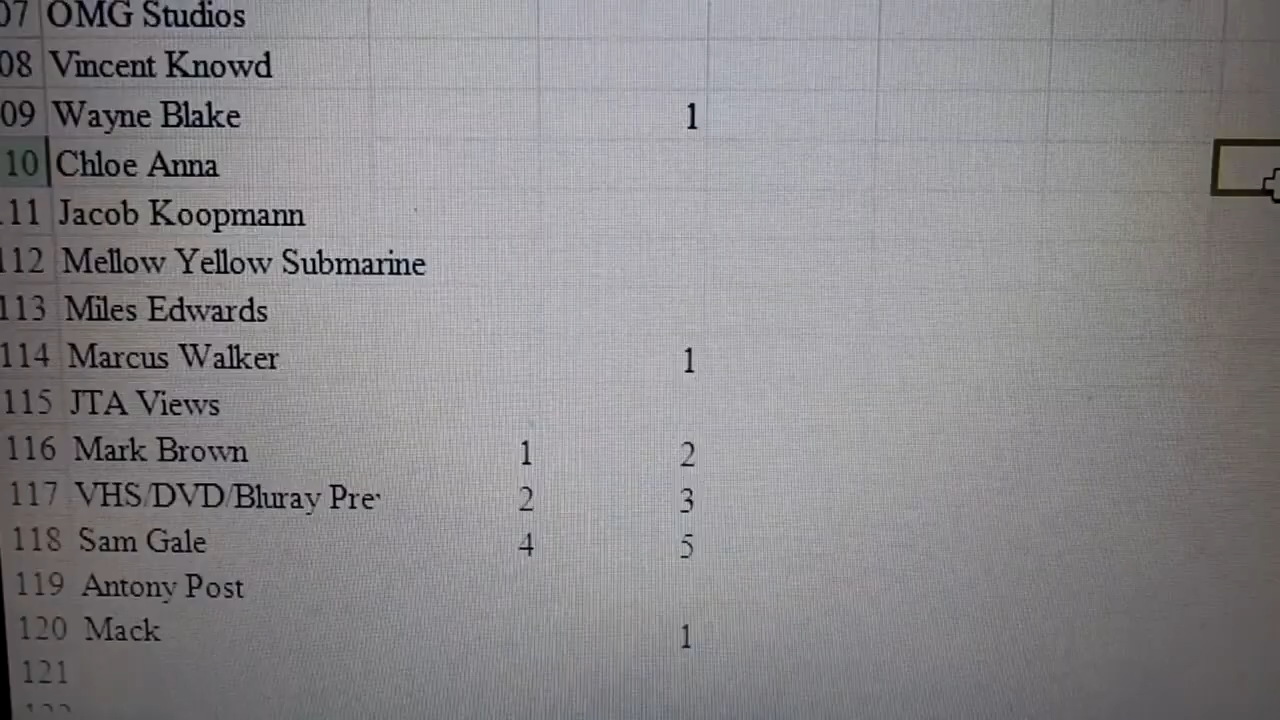 07 OMG Studios
08 Vincent Knowd
09 Wayne Blake 1
10 Chloe Anna
111 Jacob Koopmann
112 Mellow Yellow Submarine
113 Miles Edwards
114 Marcus Walker 1
115 JTA Views
116 Mark Brown 1 2
117 VHS/DVD/Bluray Pre 2 3
118 Sam Gale 4 5
119 Antony Post
120 Mack 1
121